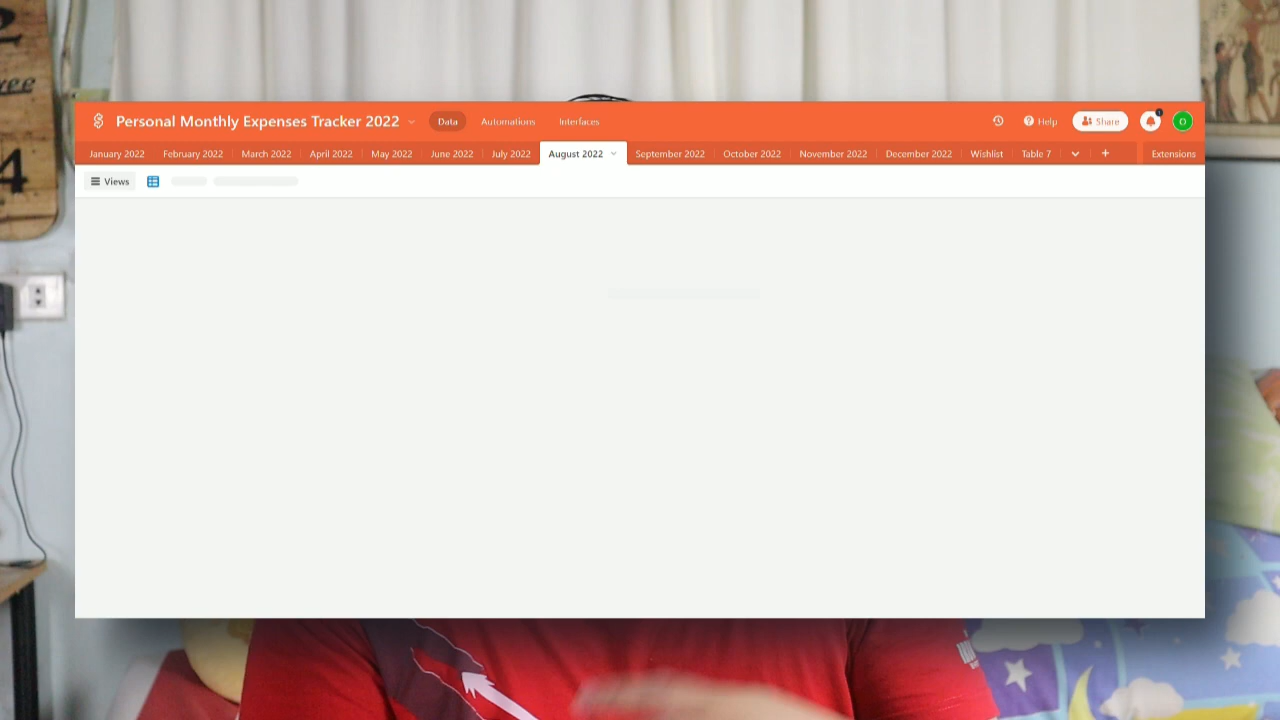 Personal Monthly Expenses Tracker 2022 Data Automations Interfaces Help Share
January 2022 February 2022 March 2022 April 2022 May 2022 June 2022 July 2022 August 2022 September 2022 October 2022 November 2022 December 2022 Wishlist Table 7 + Extensions
Views
ree
4